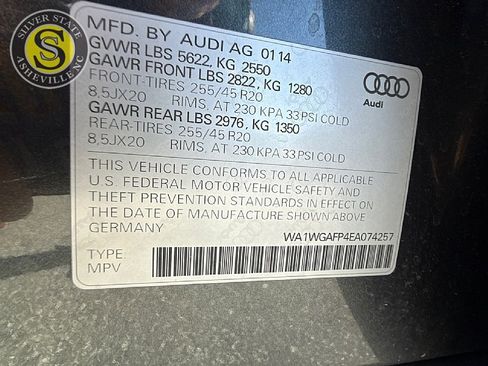 SILVER STATE
S
ASHEVILLE NC
MFD. BY AUDI AG 01 14
GVWR LBS 5622, KG 2550
GAWR FRONT LBS 2822, KG 1280
FRONT-TIRES 255/45 R20
8,5JX20 RIMS, AT 230 KPA 33 PSI COLD
GAWR REAR LBS 2976, KG 1350
REAR-TIRES 255/45 R20
8,5JX20 RIMS, AT 230 KPA 33 PSI COLD
THIS VEHICLE CONFORMS TO ALL APPLICABLE
U.S. FEDERAL MOTOR VEHICLE SAFETY AND
THEFT PREVENTION STANDARDS IN EFFECT ON
THE DATE OF MANUFACTURE SHOWN ABOVE
GERMANY
WA1WGAFP4EA074257
TYPE:
MPV
Audi